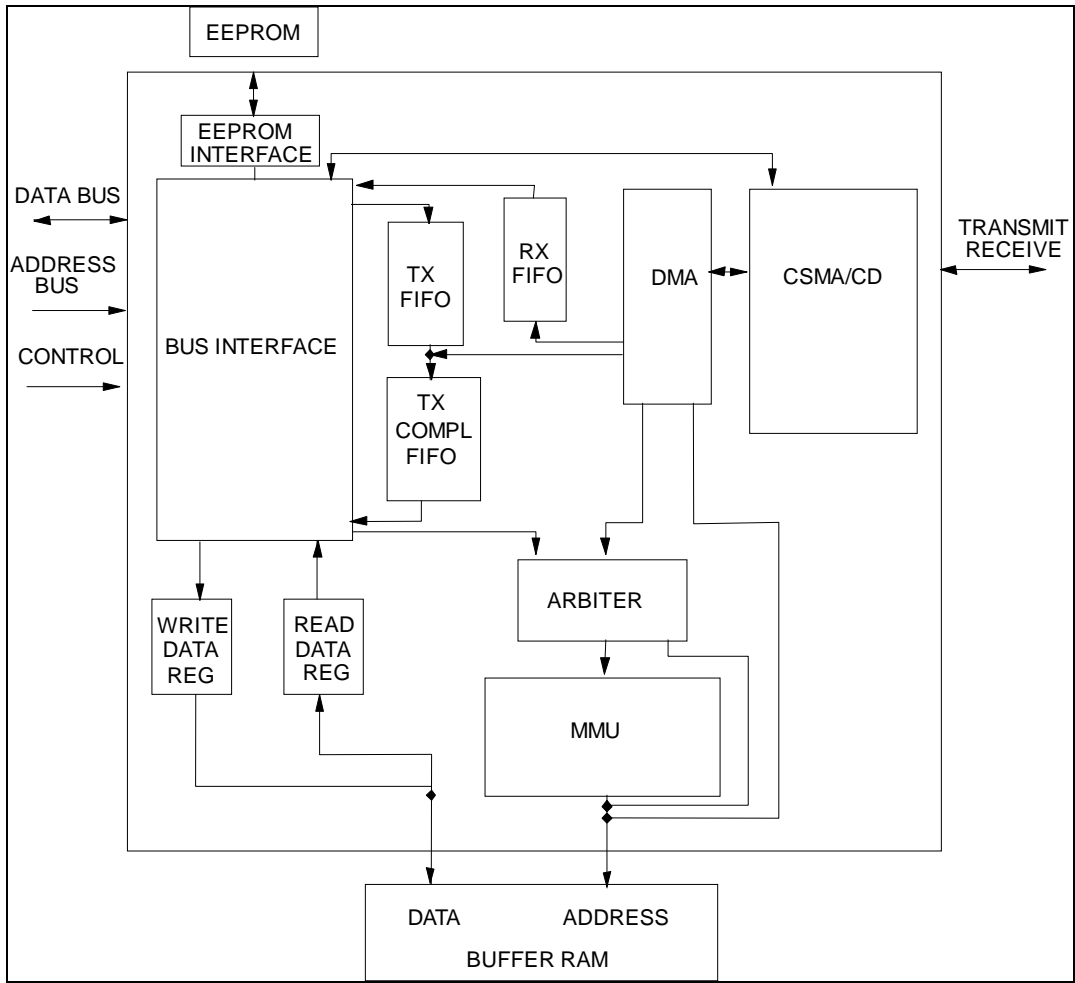 EEPROM
EEPROM
INTERFACE
DATA BUS
ADDRESS
BUS
CONTROL
BUS INTERFACE
TX
FIFO
RX
FIFO
DMA
CSMA/CD
TRANSMIT
RECEIVE
TX
COMPL
FIFO
ARBITER
WRITE
DATA
REG
READ
DATA
REG
MMU
DATA
ADDRESS
BUFFER RAM